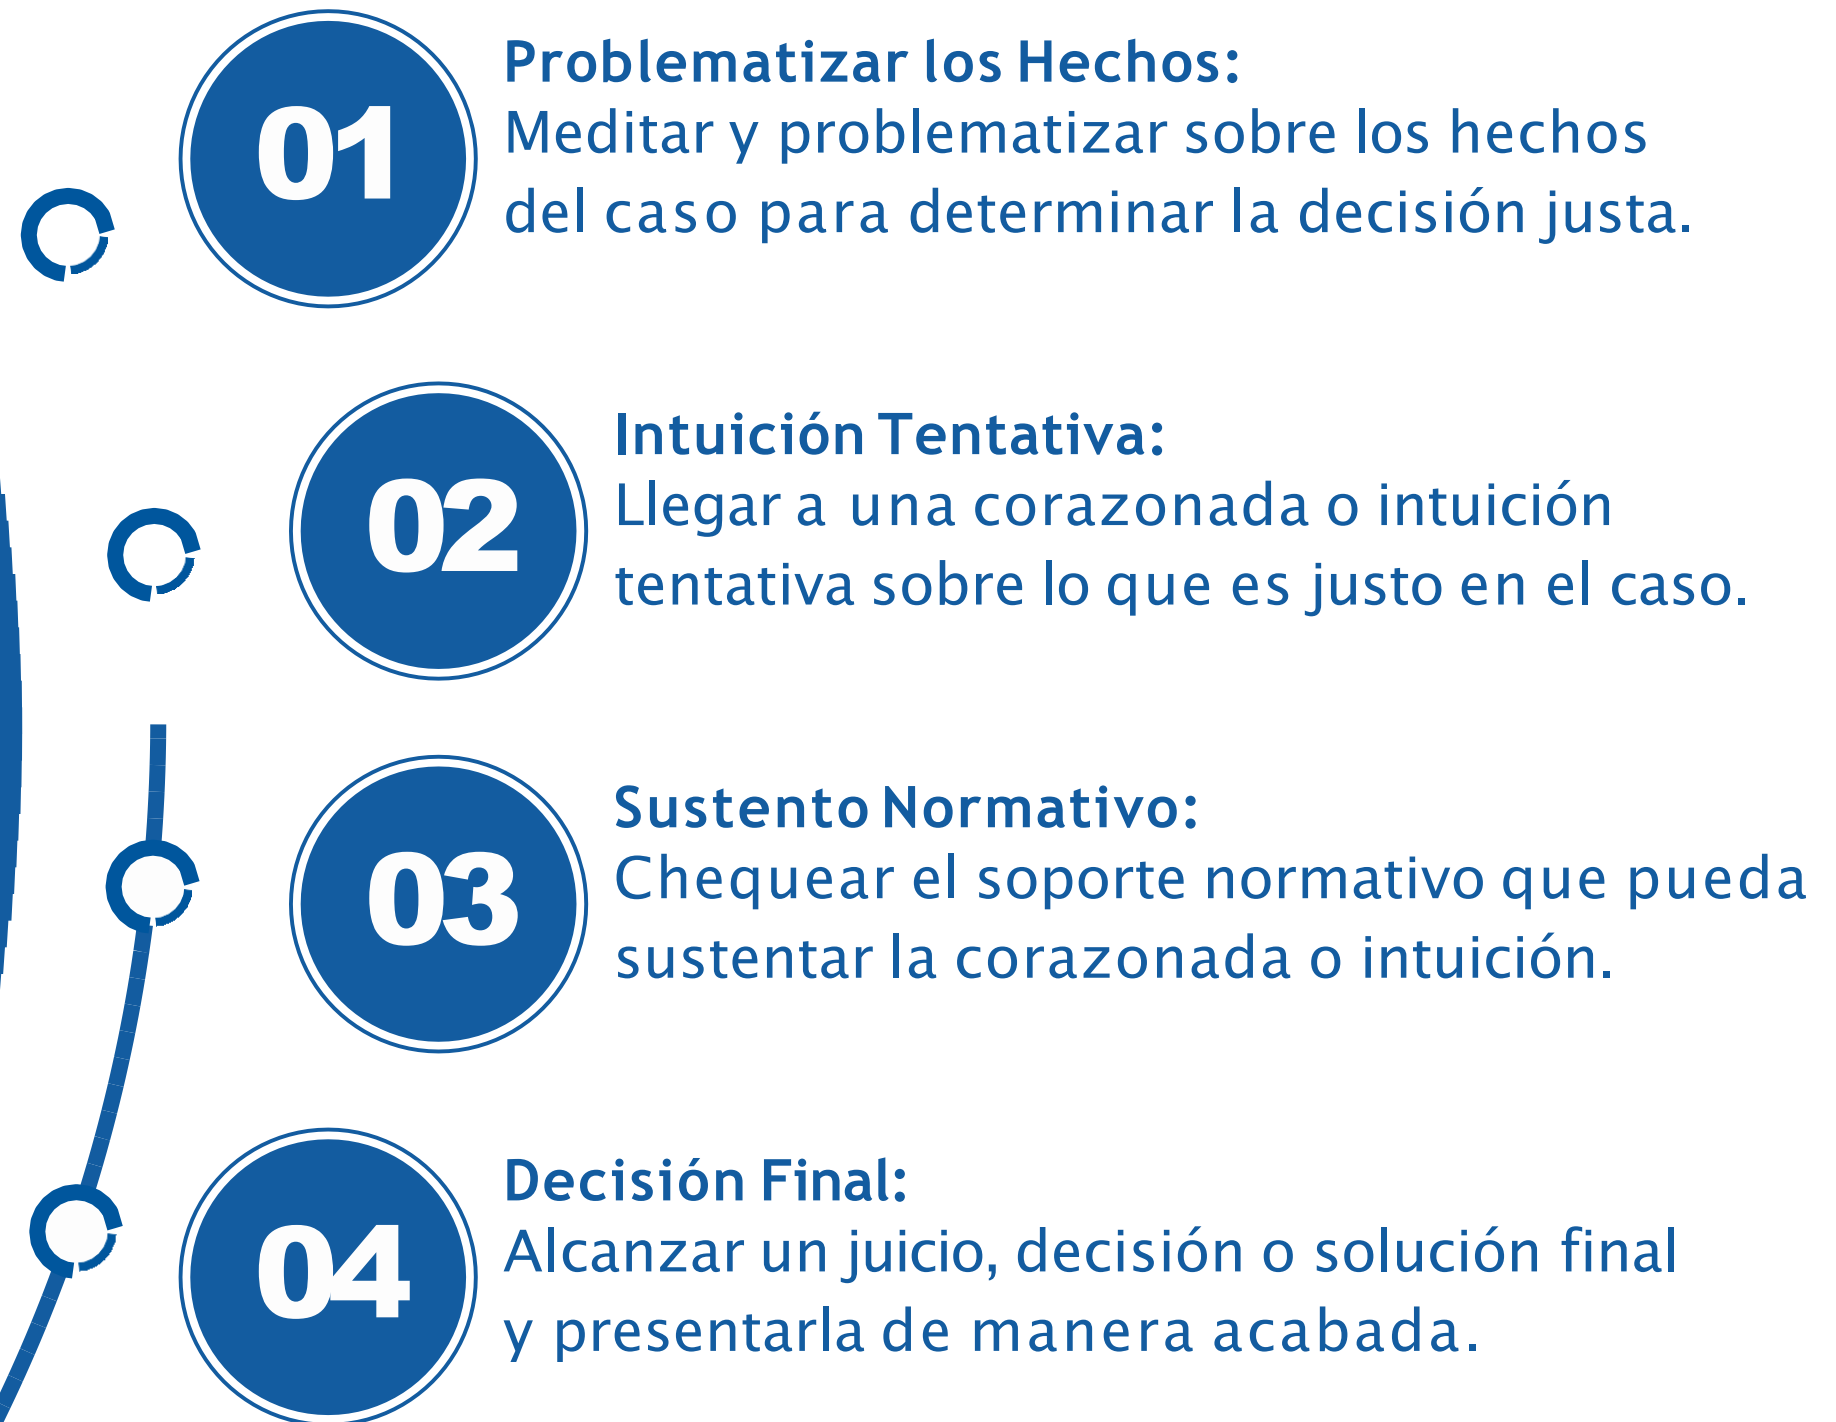 01
Problematizar los Hechos:
Meditar y problematizar sobre los hechos
del caso para determinar la decisión justa.
02
Intuición Tentativa:
Llegar a una corazonada o intuición
tentativa sobre lo que es justo en el caso.
03
Sustento Normativo:
Chequear el soporte normativo que pueda
sustentar la corazonada o intuición.
04
Decisión Final:
Alcanzar un juicio, decisión o solución final
y presentarla de manera acabada.